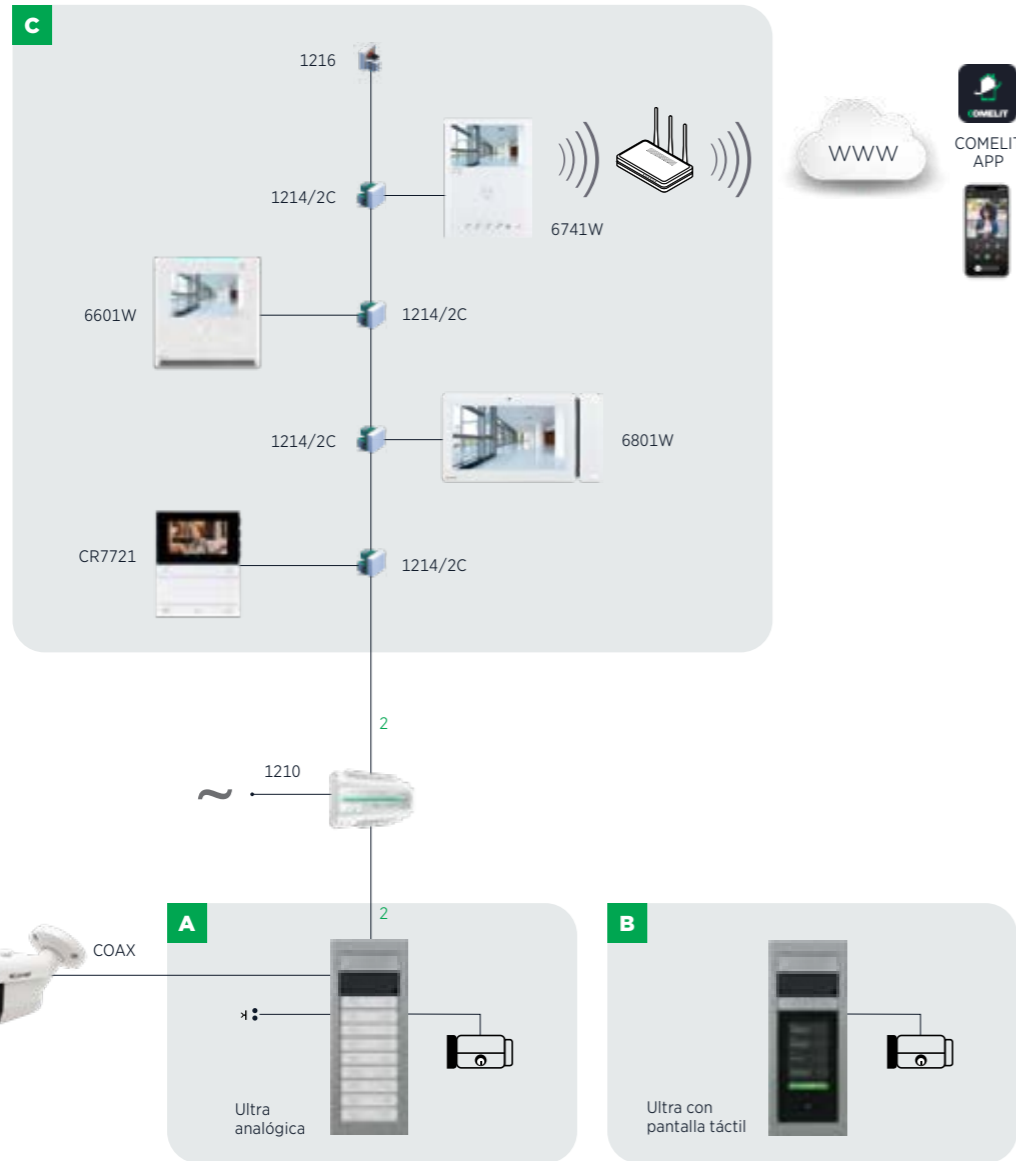 C
1216
COMELIT
WWW
COMELIT
APP
1214/2C
6741W
6601W
1214/2C
1214/2C
6801W
CR7721
1214/2C
2
1210
~
A
2
B
COAX
Ultra
analógica
Ultra con
pantalla táctil